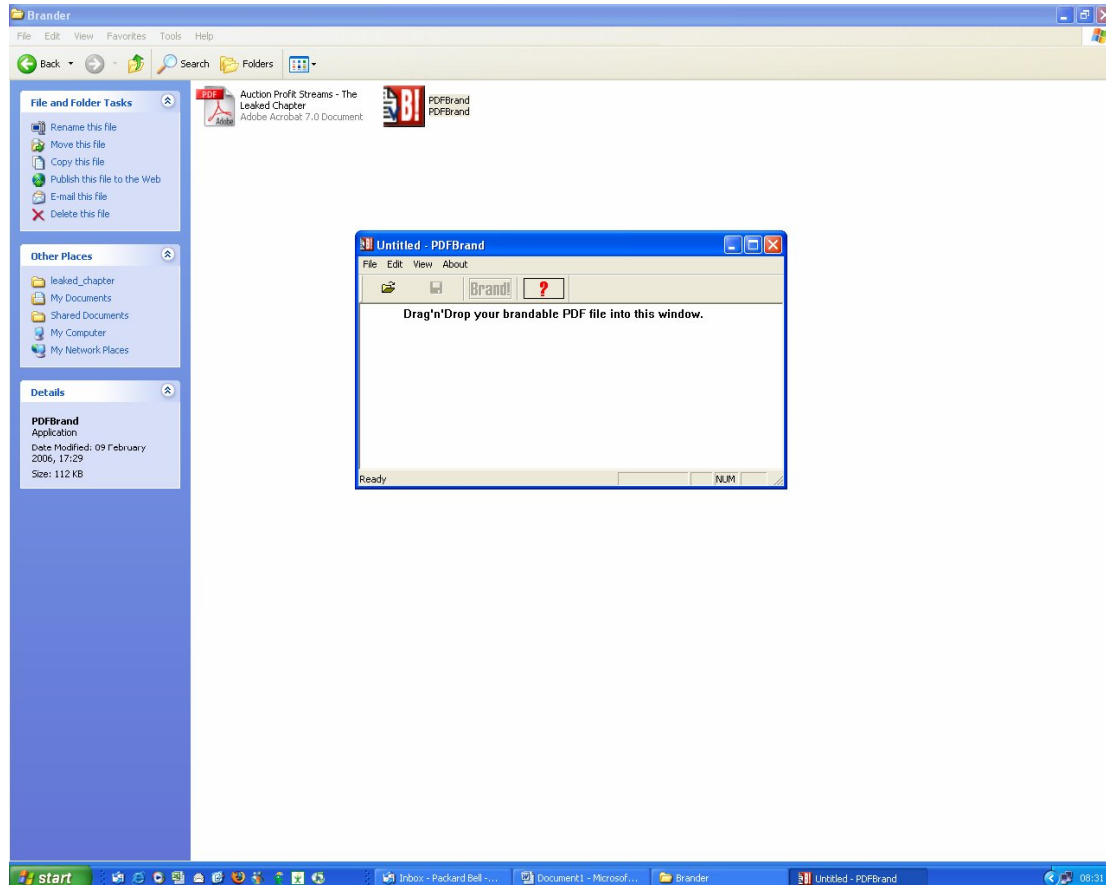 Brander
File Edit View Favorites Tools Help
Back Search Folders
File and Folder Tasks
Rename this file
Move this file
Copy this file
Publish this file to the Web
E-mail this file
Delete this file
Other Places
leaked_chapter
My Documents
Shared Documents
My Computer
My Network Places
Details
PDFBrand
Application
Date Modified: 09 February
2006, 17:29
Size: 112 KB
PDF
Adobe
Auction Profit Streams - The
Leaked Chapter
Adobe Acrobat 7.0 Document
B!
PDFBrand
PDFBrand
Untitled - PDFBrand
File Edit View About
Brand! ?
Drag'n'Drop your brandable PDF file into this window.
Ready NUM
start Inbox - Packard Bell -... Document1 - Microsof... Brander Untitled - PDFBrand 08:31